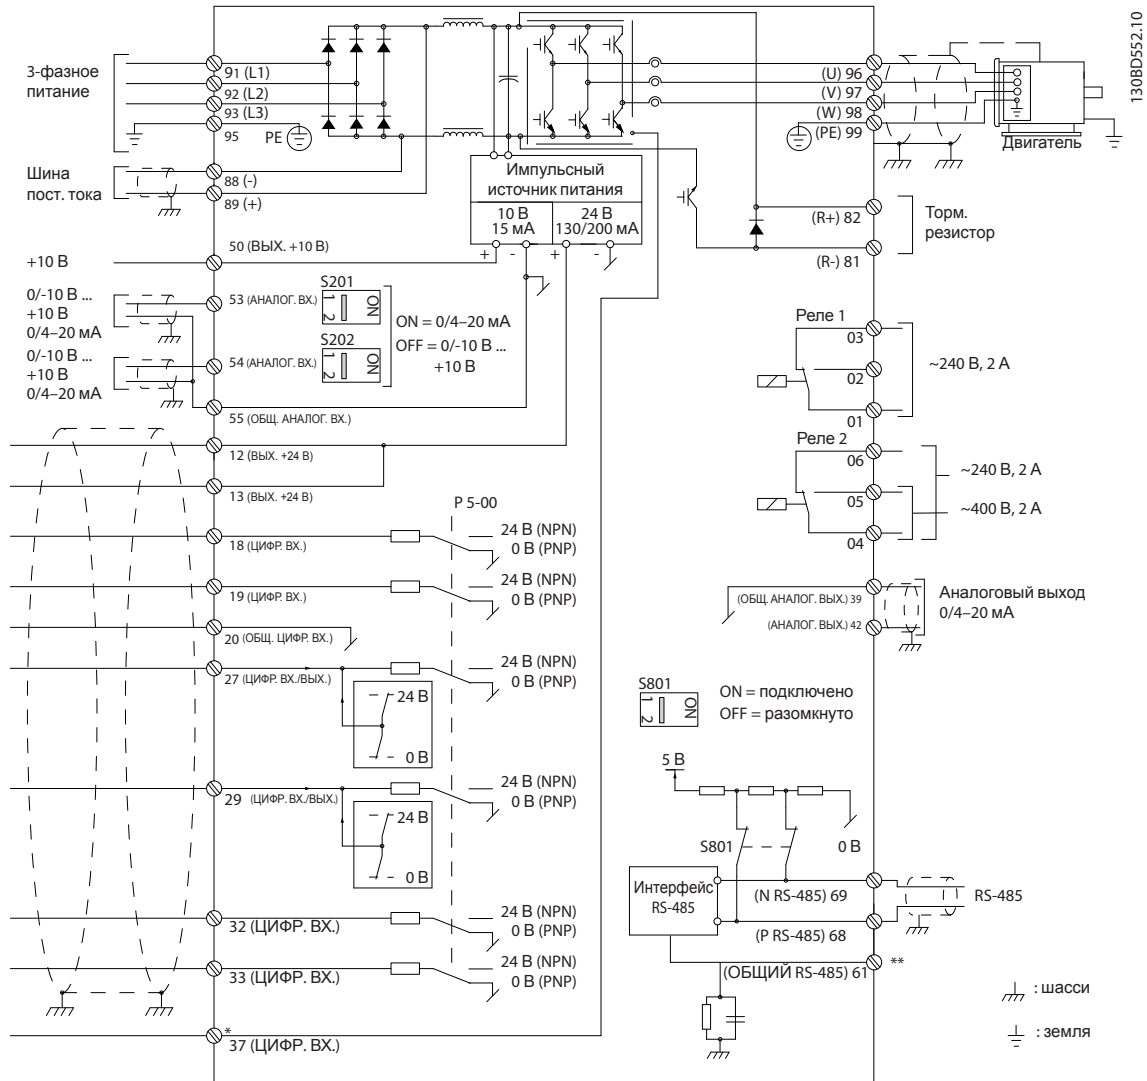 130BD552.10
3-фазное
питание
91 (L1)
92 (L2)
93 (L3)
95
PE
(U) 96
(V) 97
(W) 98
(PE) 99
Двигатель
Шина
пост. тока
88 (-)
89 (+)
Импульсный
источник питания
10 В
15 мА
24 В
130/200 мА
+ - + -
(R+) 82
(R-) 81
Торм.
резистор
+10 В
50 (ВЫХ. +10 В)
0/-10 В ...
+10 В
0/4–20 мА
53 (АНАЛОГ. ВХ.)
S201
1 2 ON
0/-10 В ...
+10 В
0/4–20 мА
54 (АНАЛОГ. ВХ.)
S202
1 2 ON
ON = 0/4–20 мА
OFF = 0/-10 В ...
+10 В
55 (ОБЩ. АНАЛОГ. ВХ.)
12 (ВЫХ. +24 В)
13 (ВЫХ. +24 В)
Реле 1
03
02
01
~240 В, 2 А
Реле 2
06
05
04
~240 В, 2 А
~400 В, 2 А
P 5-00
18 (ЦИФР. ВХ.)
24 В (NPN)
0 В (PNP)
19 (ЦИФР. ВХ.)
24 В (NPN)
0 В (PNP)
20 (ОБЩ. ЦИФР. ВХ.)
27 (ЦИФР. ВХ./ВЫХ.)
24 В (NPN)
0 В (PNP)
24 В
0 В
29 (ЦИФР. ВХ./ВЫХ.)
24 В (NPN)
0 В (PNP)
24 В
0 В
32 (ЦИФР. ВХ.)
24 В (NPN)
0 В (PNP)
33 (ЦИФР. ВХ.)
24 В (NPN)
0 В (PNP)
*
37 (ЦИФР. ВХ.)
(ОБЩ. АНАЛОГ. ВЫХ.) 39
(АНАЛОГ. ВЫХ.) 42
Аналоговый выход
0/4–20 мА
S801
1 2 ON
ON = подключено
OFF = разомкнуто
5 В
S801
0 В
Интерфейс
RS-485
(N RS-485) 69
(P RS-485) 68
(ОБЩИЙ RS-485) 61
**
RS-485
: шасси
: земля